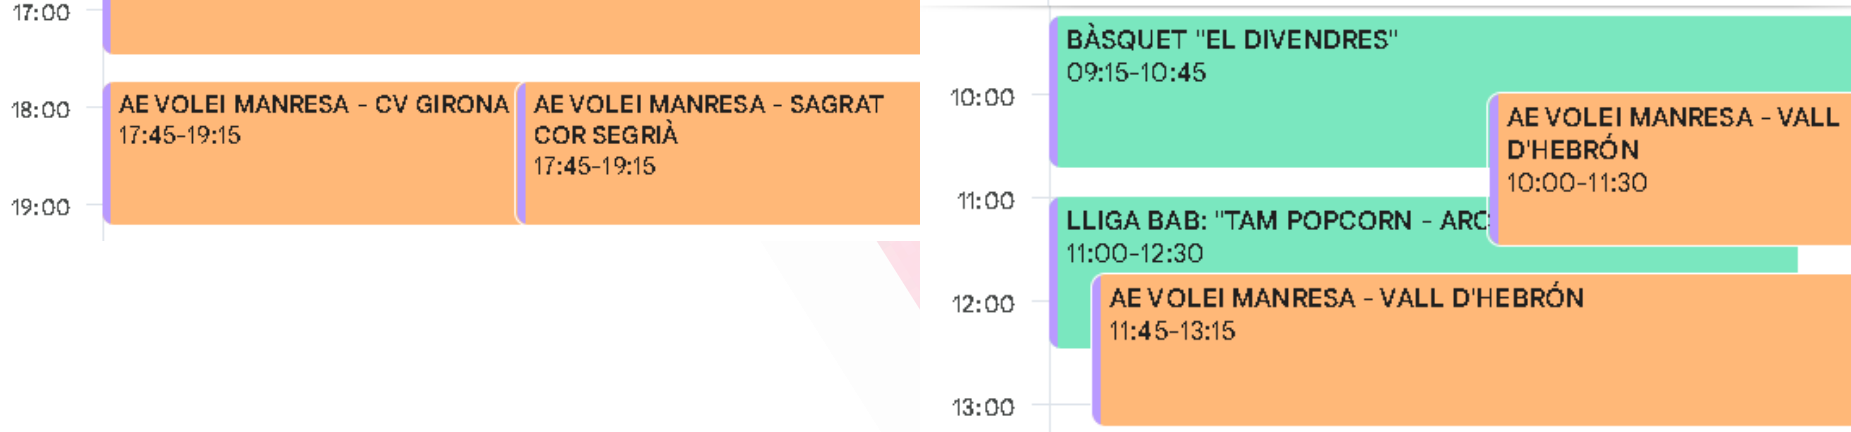 17:00
18:00
AE VOLEI MANRESA - CV GIRONA
17:45-19:15
AE VOLEI MANRESA - SAGRAT
COR SEGRIÀ
17:45-19:15
19:00
BÀSQUET "EL DIVENDRES"
09:15-10:45
10:00
AE VOLEI MANRESA - VALL
D'HEBRÓN
10:00-11:30
11:00
LLIGA BAB: "TAM POPCORN -
11:00-12:30
12:00
AE VOLEI MANRESA - VALL D'HEBRÓN
11:45-13:15
13:00